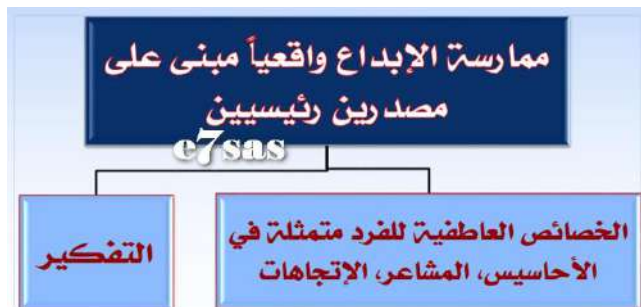 ممارسة الإبداع واقعياً مبنى على
مصدرين رئيسيين
e7sas
الخصائص العاطفية للفرد متمثلة في
الأحاسيس، المشاعر، الإتجاهات
التفكير